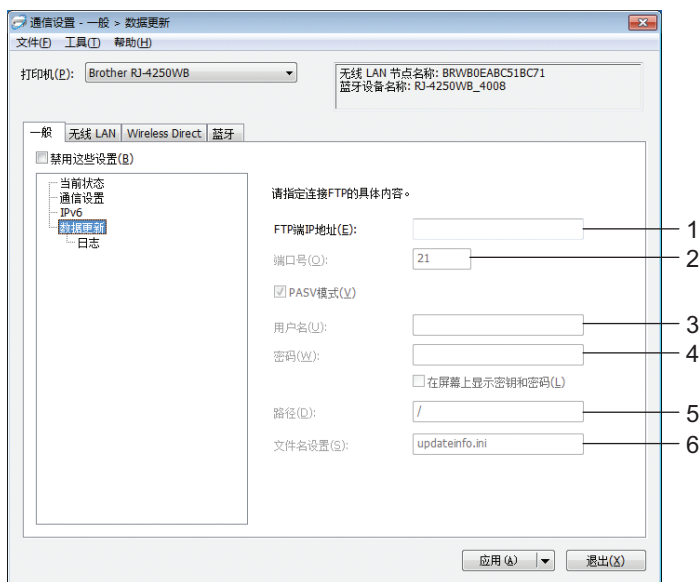 通信设置 - 一般 > 数据更新
文件(F) 工具(T) 帮助(H)
打印机(P): Brother RJ-4250WB
无线 LAN 节点名称: BRWB0EABC51BC71
蓝牙设备名称: RJ-4250WB_4008
一般 无线 LAN Wireless Direct 蓝牙
禁用这些设置(B)
当前状态
通信设置
IPv6
数据更新
日志
请指定连接FTP的具体内容。
FTP端IP地址(E): 1
端口号(O): 21 2
PASV模式(V)
用户名(U): 3
密码(W): 4
在屏幕上显示密钥和密码(L)
路径(D): / 5
文件名设置(S): updateinfo.ini 6
应用(A) 退出(X)